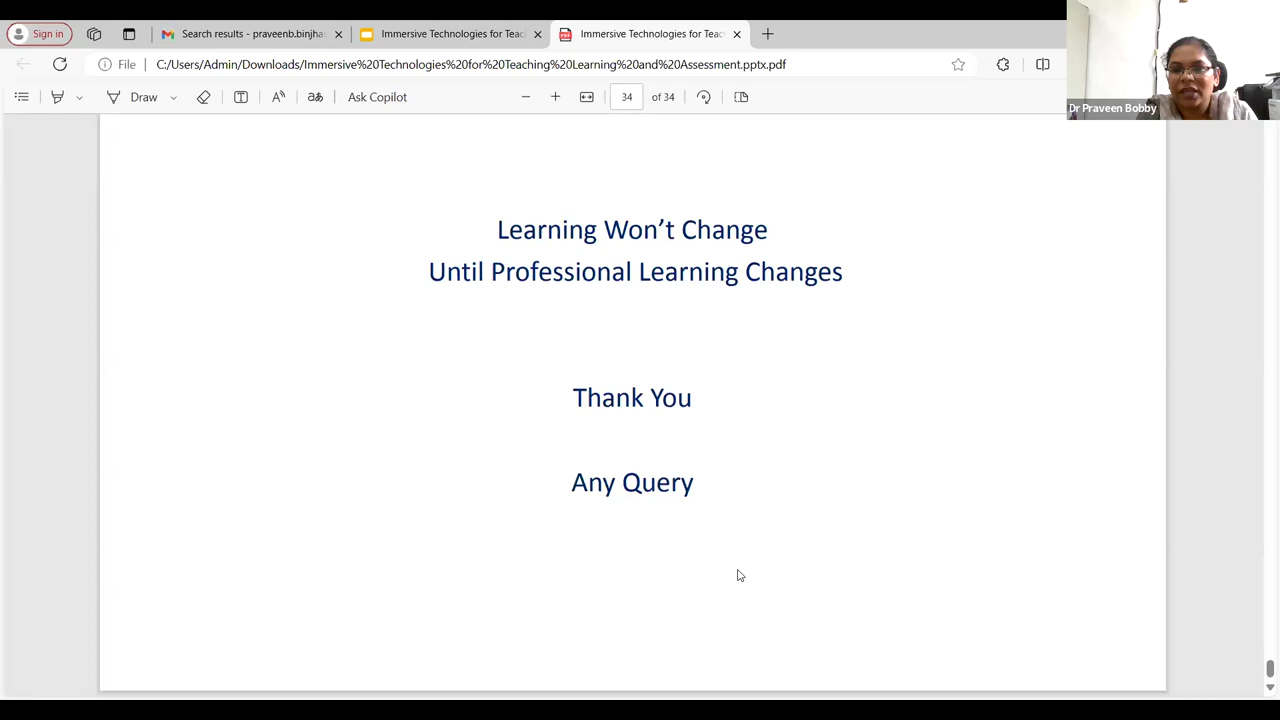 Sign in
Search results - praveenb.binjha
Immersive Technologies for Teac
Immersive Technologies for Teac
File
C:/Users/Admin/Downloads/Immersive%20Technologies%20for%20Teaching%20Learning%20and%20Assessment.pptx.pdf
Draw
aあ
Ask Copilot
34
of 34
Dr Praveen Bobby
Learning Won’t Change
Until Professional Learning Changes
Thank You
Any Query